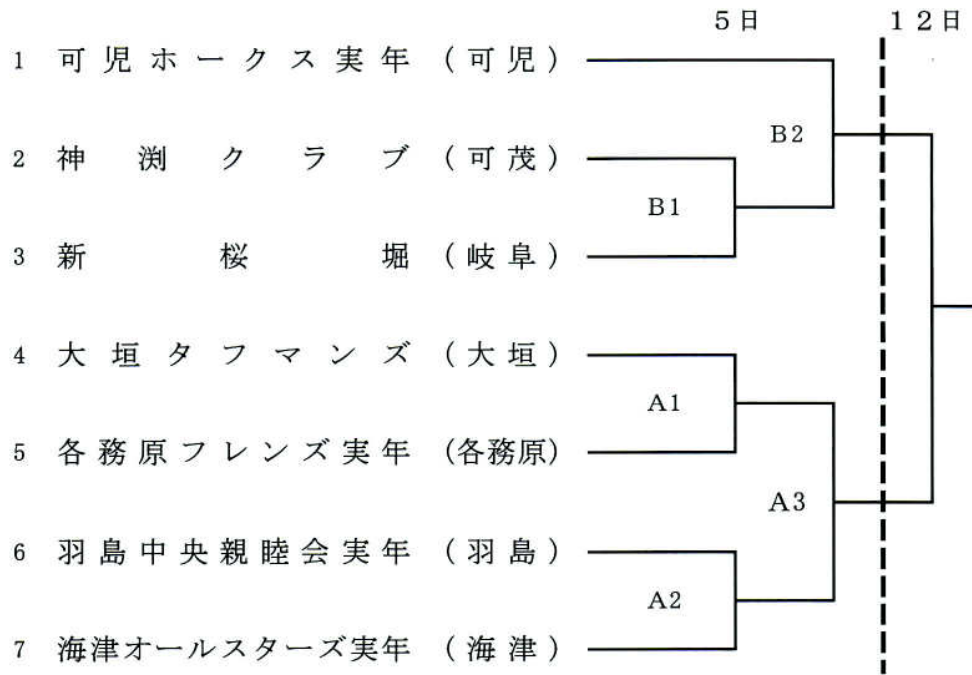 5日 12日
1 可児ホークス実年 (可児)
B2
2 神渕クラブ (可茂)
B1
3 新桜堀 (岐阜)
4 大垣タフマンズ (大垣)
A1
5 各務原フレンズ実年 (各務原)
A3
6 羽島中央親睦会実年 (羽島)
A2
7 海津オールスターズ実年 (海津)